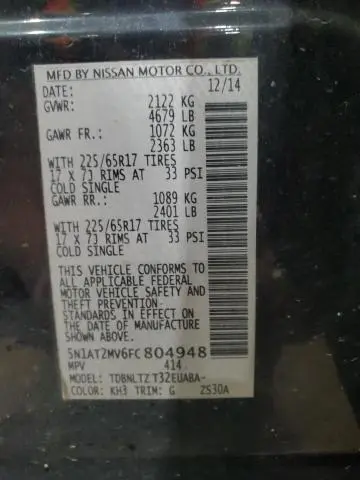 MFD BY NISSAN MOTOR CO., LTD.
DATE: 12/14
GVWR: 2122 KG
4679 LB
GAWR FR.: 1072 KG
2363 LB
WITH 225/65R17 TIRES
17 X 7J RIMS AT 33 PSI
COLD SINGLE
GAWR RR.: 1089 KG
2401 LB
WITH 225/65R17 TIRES
17 X 7J RIMS AT 33 PSI
COLD SINGLE
THIS VEHICLE CONFORMS TO
ALL APPLICABLE FEDERAL
MOTOR VEHICLE SAFETY AND
THEFT PREVENTION-
STANDARDS IN EFFECT ON
THE DATE OF MANUFACTURE
SHOWN ABOVE.
5N1AT2MV6FC804948
MPV 414
MODEL: TDBNLTZ T32EUABA-
COLOR: KH3 TRIM: G ZS30A